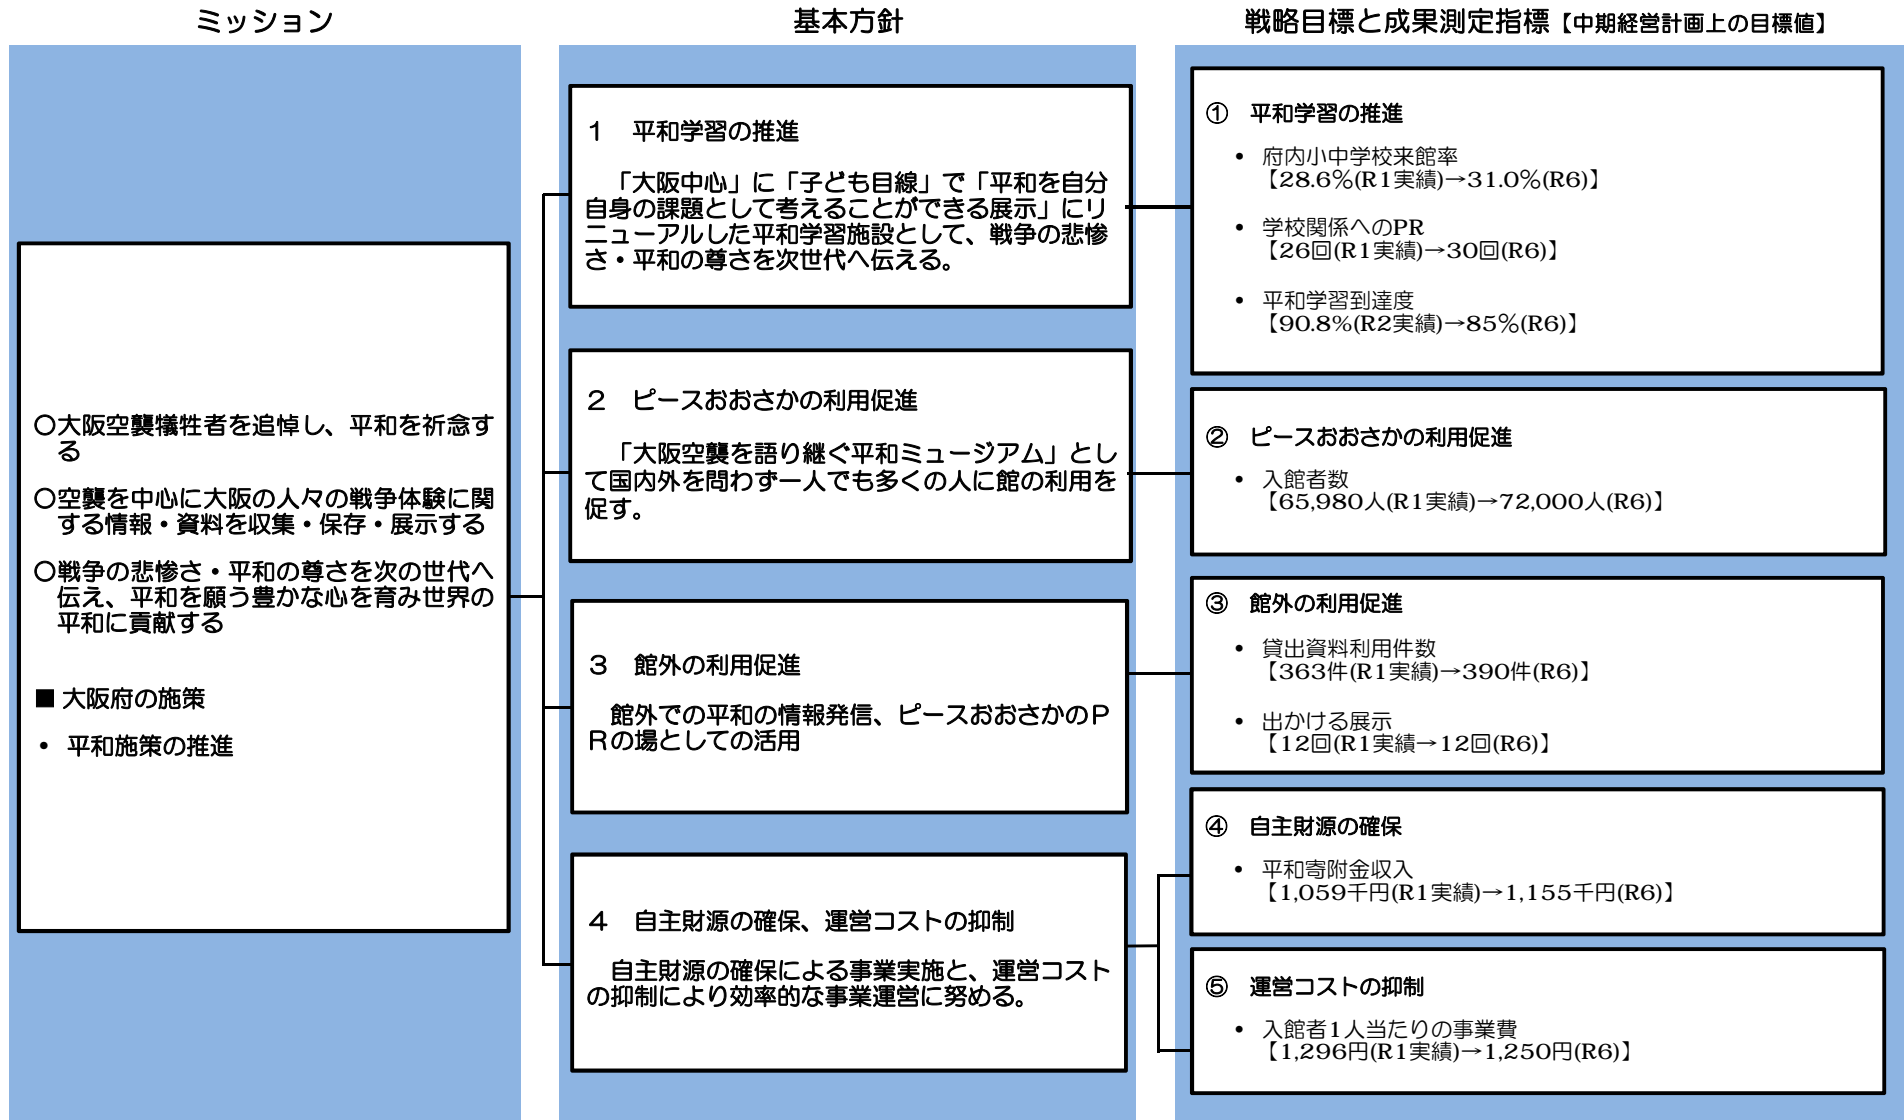 ミッション
○大阪空襲犠牲者を追悼し、平和を祈念す
る
○空襲を中心に大阪の人々の戦争体験に関
する情報・資料を収集・保存・展示する
○戦争の悲惨さ・平和の尊さを次の世代へ
伝え、平和を願う豊かな心を育み世界の
平和に貢献する
■ 大阪府の施策
• 平和施策の推進
基本方針
１　平和学習の推進
「大阪中心」に「子ども目線」で「平和を自分
自身の課題として考えることができる展示」にリ
ニューアルした平和学習施設として、戦争の悲惨
さ・平和の尊さを次世代へ伝える。
２　ピースおおさかの利用促進
「大阪空襲を語り継ぐ平和ミュージアム」とし
て国内外を問わず一人でも多くの人に館の利用を
促す。
３　館外の利用促進
館外での平和の情報発信、ピースおおさかのＰ
Ｒの場としての活用
４　自主財源の確保、運営コストの抑制
自主財源の確保による事業実施と、運営コスト
の抑制により効率的な事業運営に努める。
戦略目標と成果測定指標【中期経営計画上の目標値】
①　平和学習の推進
• 府内小中学校来館率
【28.6％(R1実績)→31.0％(R6)】
• 学校関係へのPR
【26回(R1実績)→30回(R6)】
• 平和学習到達度
【90.8%(R2実績)→85％(R6)】
②　ピースおおさかの利用促進
• 入館者数
【65,980人(R1実績)→72,000人(R6)】
③　館外の利用促進
• 貸出資料利用件数
【363件(R1実績)→390件(R6)】
• 出かける展示
【12回(R1実績→12回(R6)】
④　自主財源の確保
• 平和寄附金収入
【1,059千円(R1実績)→1,155千円(R6)】
⑤　運営コストの抑制
• 入館者1人当たりの事業費
【1,296円(R1実績)→1,250円(R6)】